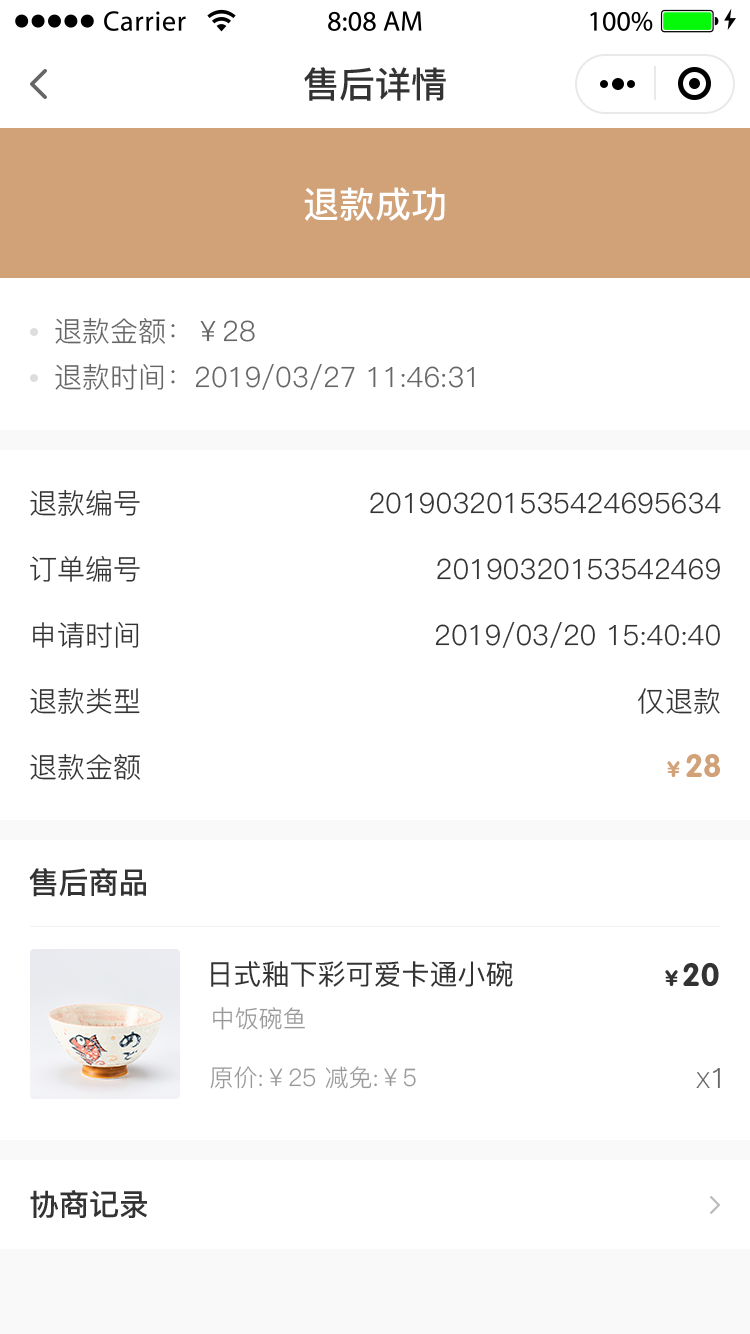 Carrier 8:08 AM 100%
售后详情
退款成功
退款金额: ￥28
退款时间: 2019/03/27 11:46:31
退款编号 201903201535424695634
订单编号 20190320153542469
申请时间 2019/03/20 15:40:40
退款类型 仅退款
退款金额 ￥28
售后商品
日式釉下彩可爱卡通小碗 ￥20
中饭碗鱼
原价:￥25 减免:￥5 x1
めで
协商记录